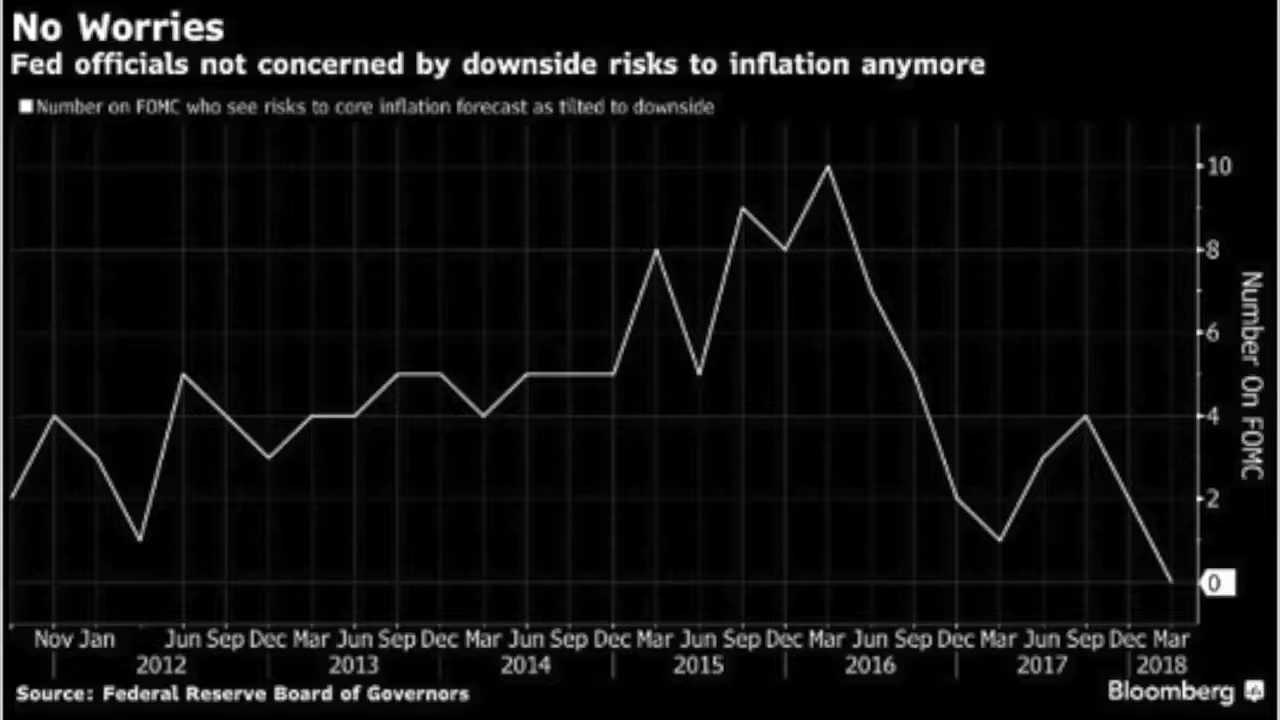 No Worries
Fed officials not concerned by downside risks to inflation anymore
Number on FOMC who see risks to core inflation forecast as tilted to downside
10
8
6
4
2
0
Number On FOMC
Nov Jan Jun Sep Dec Mar Jun Sep Dec Mar Jun Sep Dec Mar Jun Sep Dec Mar Jun Sep Dec Mar Jun Sep Dec Mar
2012 2013 2014 2015 2016 2017 2018
Source: Federal Reserve Board of Governors
Bloomberg